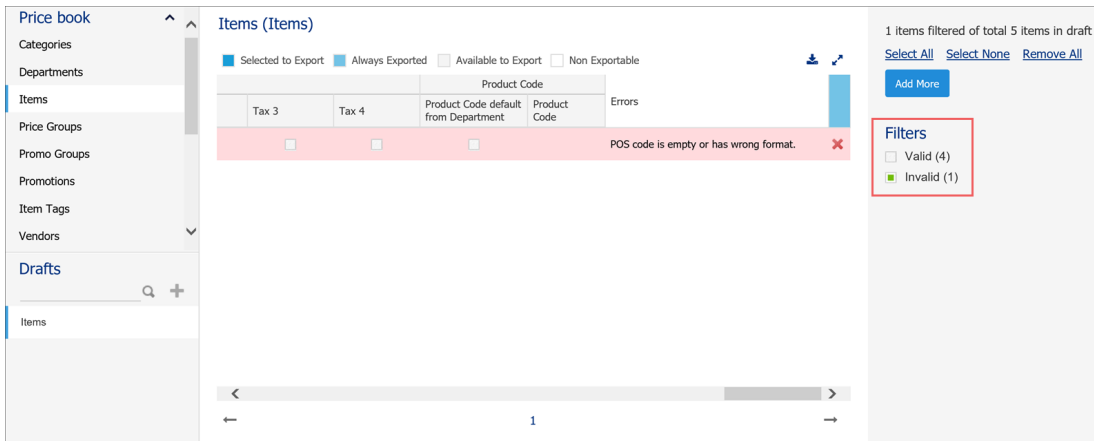 Price book
Categories
Departments
Items
Price Groups
Promo Groups
Promotions
Item Tags
Vendors
Drafts
Items
Items (Items)
Selected to Export Always Exported Available to Export Non Exportable
Product Code
Tax 3 Tax 4 Product Code default from Department Product Code Errors
POS code is empty or has wrong format.
1
1 items filtered of total 5 items in draft
Select All Select None Remove All
Add More
Filters
Valid (4)
Invalid (1)